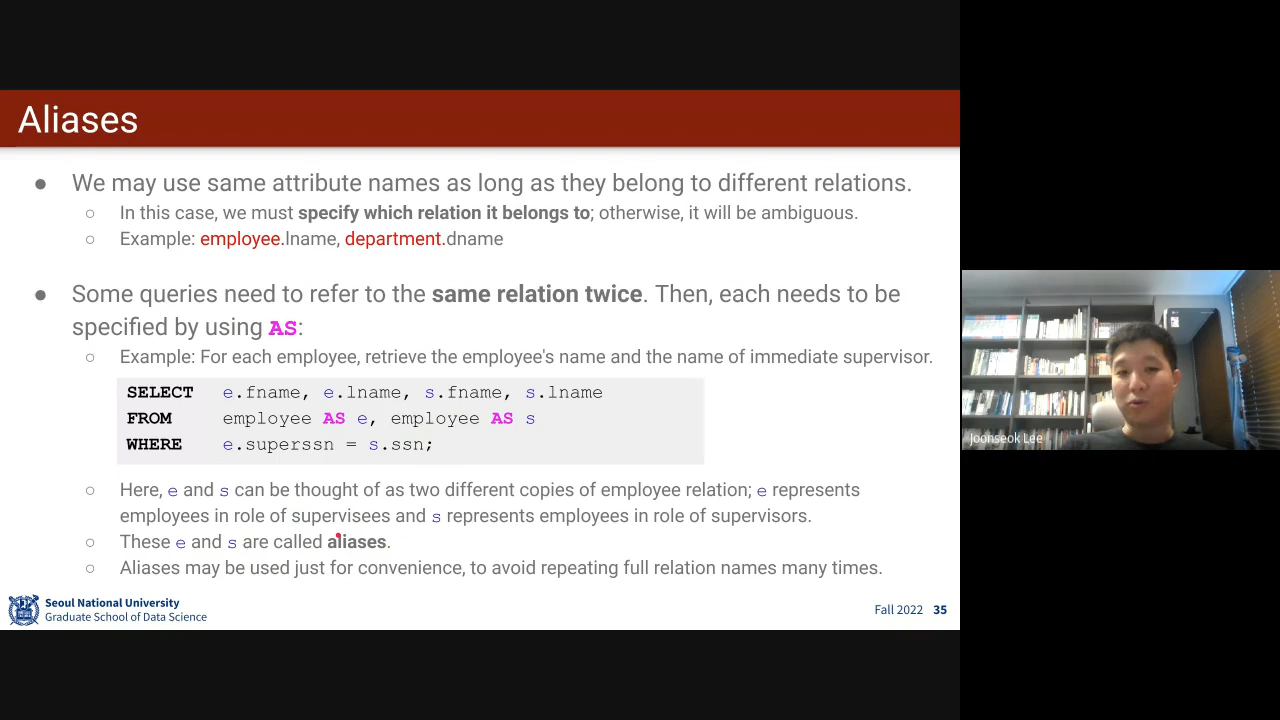 Aliases
● We may use same attribute names as long as they belong to different relations.
○ In this case, we must specify which relation it belongs to; otherwise, it will be ambiguous.
○ Example: employee.lname, department.dname
● Some queries need to refer to the same relation twice. Then, each needs to be
specified by using AS:
○ Example: For each employee, retrieve the employee's name and the name of immediate supervisor.
SELECT e.fname, e.lname, s.fname, s.lname
FROM employee AS e, employee AS s
WHERE e.superssn = s.ssn;
○ Here, e and s can be thought of as two different copies of employee relation; e represents
employees in role of supervisees and s represents employees in role of supervisors.
○ These e and s are called aliases.
○ Aliases may be used just for convenience, to avoid repeating full relation names many times.
Seoul National University
Graduate School of Data Science
Fall 2022 35
Joonseok Lee